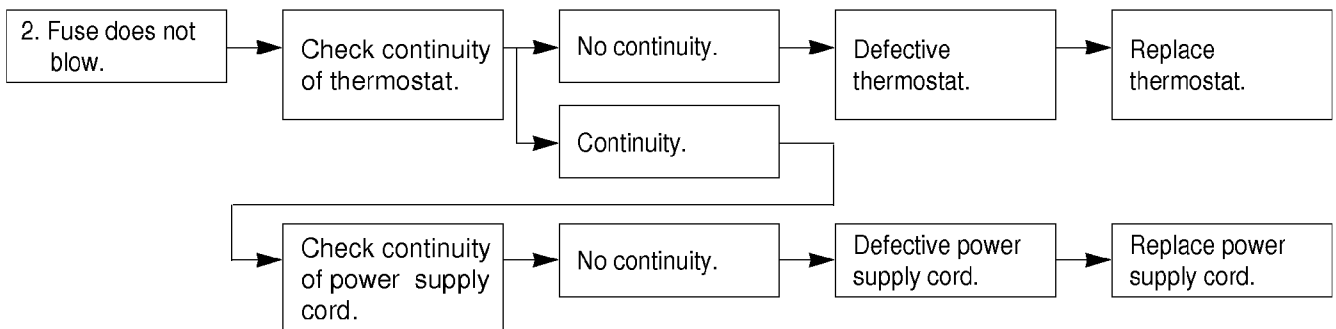 2. Fuse does not
blow.
Check continuity
of thermostat.
No continuity.
Defective
thermostat.
Replace
thermostat.
Continuity.
Check continuity
of power supply
cord.
No continuity.
Defective power
supply cord.
Replace power
supply cord.